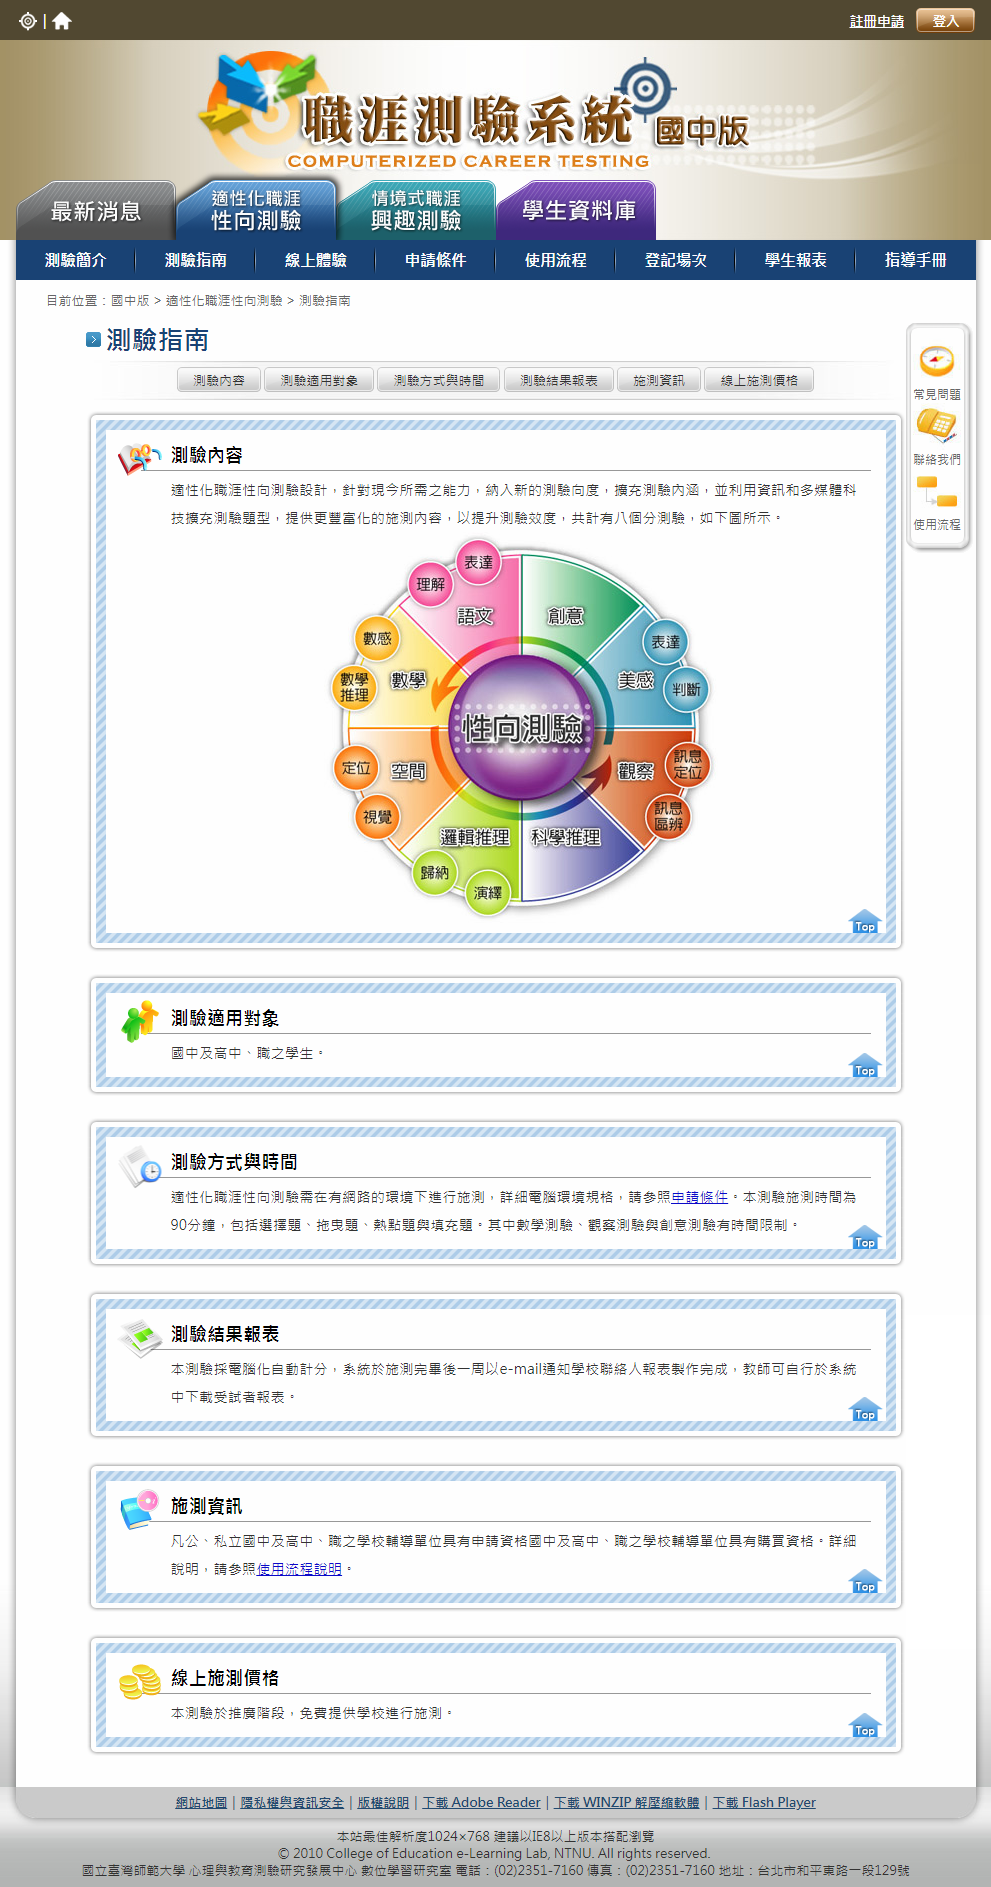 |
註冊申請 登入
職涯測驗系統 國中版
COMPUTERIZED CAREER TESTING
最新消息
適性化職涯
性向測驗
情境式職涯
興趣測驗
學生資料庫
測驗簡介 測驗指南 線上體驗 申請條件 使用流程 登記場次 學生報表 指導手冊
目前位置：國中版 > 適性化職涯性向測驗 > 測驗指南
測驗指南
測驗內容 測驗適用對象 測驗方式與時間 測驗結果報表 施測資訊 線上施測價格
常見問題
聯絡我們
使用流程
測驗內容
適性化職涯性向測驗設計，針對現今所需之能力，納入新的測驗向度，擴充測驗內涵，並利用資訊和多媒體科
技擴充測驗題型，提供更豐富化的施測內容，以提升測驗效度，共計有八個分測驗，如下圖所示。
表達
理解
語文
創意
數感
數學
推理
數學
表達
美感
判斷
性向測驗
定位
空間
視覺
觀察
訊息
定位
訊息
區辨
邏輯推理
科學推理
歸納
演繹
Top
測驗適用對象
國中及高中、職之學生。
Top
測驗方式與時間
適性化職涯性向測驗需在有網路的環境下進行施測，詳細電腦環境規格，請參照申請條件。本測驗施測時間為
90分鐘，包括選擇題、拖曳題、熱點題與填充題。其中數學測驗、觀察測驗與創意測驗有時間限制。
Top
測驗結果報表
本測驗採電腦化自動計分，系統於施測完畢後一周以e-mail通知學校聯絡人報表製作完成，教師可自行於系統
中下載受試者報表。
Top
施測資訊
凡公、私立國中及高中、職之學校輔導單位具有申請資格國中及高中、職之學校輔導單位具有購買資格。詳細
說明，請參照使用流程說明。
Top
線上施測價格
本測驗於推廣階段，免費提供學校進行施測。
Top
網站地圖 | 隱私權與資訊安全 | 版權說明 | 下載 Adobe Reader | 下載 WINZIP 解壓縮軟體 | 下載 Flash Player
本站最佳解析度1024×768 建議以IE8以上版本搭配瀏覽
© 2010 College of Education e-Learning Lab, NTNU. All rights reserved.
國立臺灣師範大學 心理與教育測驗研究發展中心 數位學習研究室 電話：(02)2351-7160 傳真：(02)2351-7160 地址：台北市和平東路一段129號